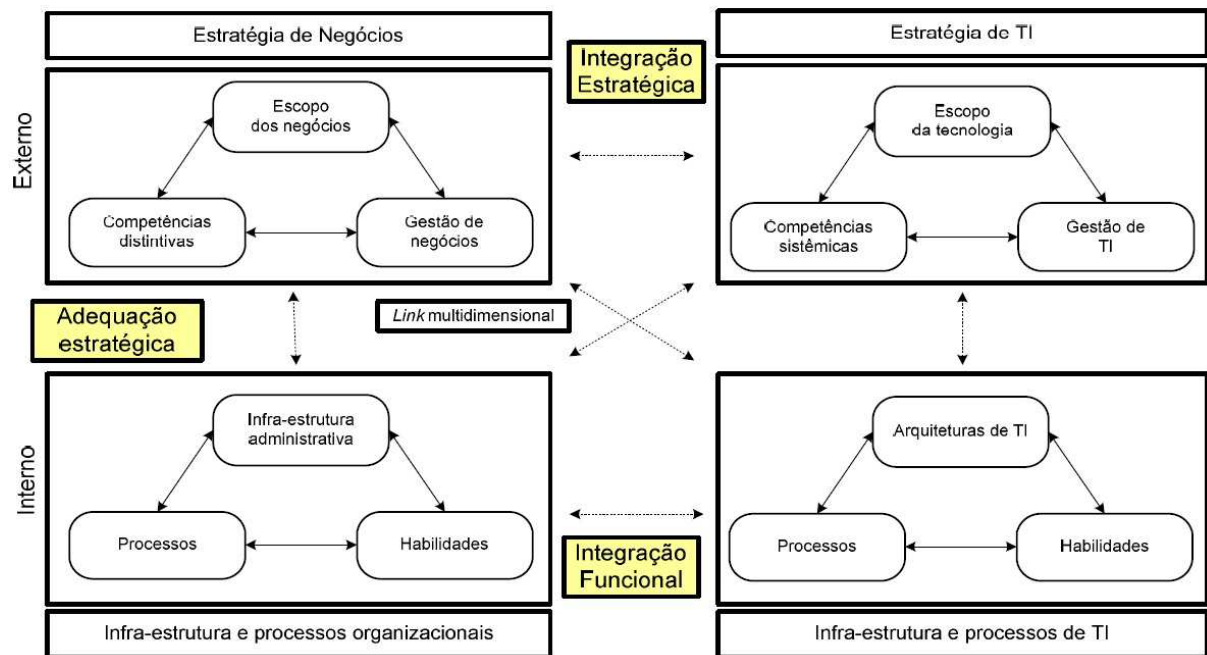 Estratégia de Negócios
Integração
Estratégica
Estratégia de TI
Externo
Escopo
dos negócios
Competências
distintivas
Gestão de
negócios
Escopo
da tecnologia
Competências
sistêmicas
Gestão de
TI
Adequação
estratégica
Link multidimensional
Interno
Infra-estrutura
administrativa
Processos
Habilidades
Arquiteturas de TI
Processos
Habilidades
Integração
Funcional
Infra-estrutura e processos organizacionais
Infra-estrutura e processos de TI